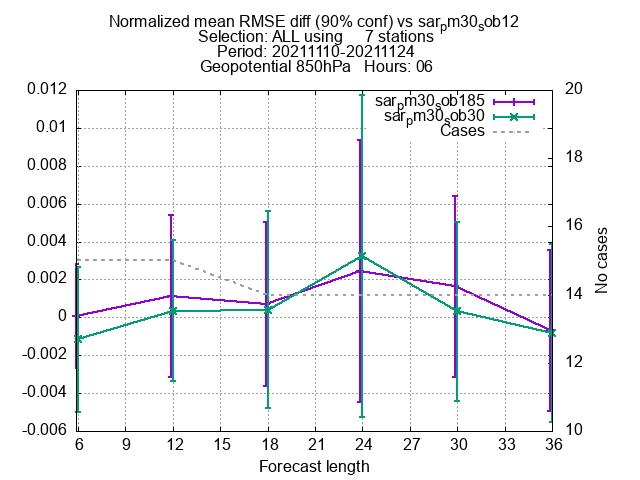 Normalized mean RMSE diff (90% conf) vs sarpm30sob12
Selection: ALL using 7 stations
Period: 20211110-20211124
Geopotential 850hPa Hours: 06
sarpm30sob185
sarpm30sob30
Cases
0.012
0.01
0.008
0.006
0.004
0.002
0
-0.002
-0.004
-0.006
20
18
16
14
12
10
No cases
6 9 12 15 18 21 24 27 30 33 36
Forecast length